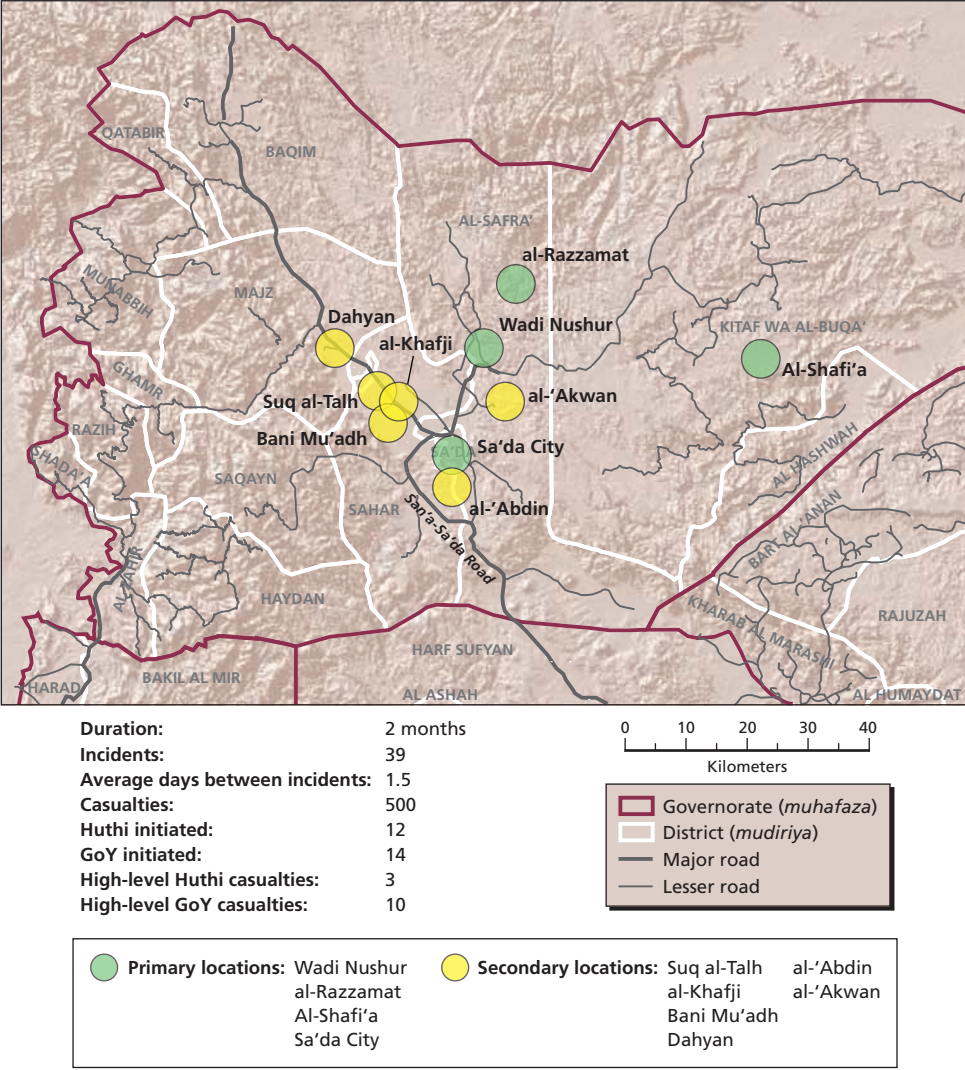 QATABIR
BAQIM
AL-SAFRA'
al-Razzamat
MUNABBIH
MAJZ
Dahyan
Wadi Nushur
al-Khafji
KITAF WA AL-BUQA'
Al-Shafi'a
GHAMR
Suq al-Talh
al-'Akwan
RAZIH
Bani Mu'adh
Sa'da City
SA'DA
SHADA'A
SAQAYN
AL HASHWAH
SAHAR
al-'Abdin
San'a-Sa'da Road
BART AL-'ANAN
HAYDAN
KHARAB AL MARASHI
RAJUZAH
HARF SUFYAN
BAKIL AL MIR
HARAD
AL ASHAH
AL HUMAYDAT
Duration: 2 months
Incidents: 39
Average days between incidents: 1.5
Casualties: 500
Huthi initiated: 12
GoY initiated: 14
High-level Huthi casualties: 3
High-level GoY casualties: 10
0 10 20 30 40
Kilometers
Governorate (muhafaza)
District (mudiriya)
Major road
Lesser road
Primary locations: Wadi Nushur
al-Razzamat
Al-Shafi'a
Sa'da City
Secondary locations: Suq al-Talh al-'Abdin
al-Khafji al-'Akwan
Bani Mu'adh
Dahyan